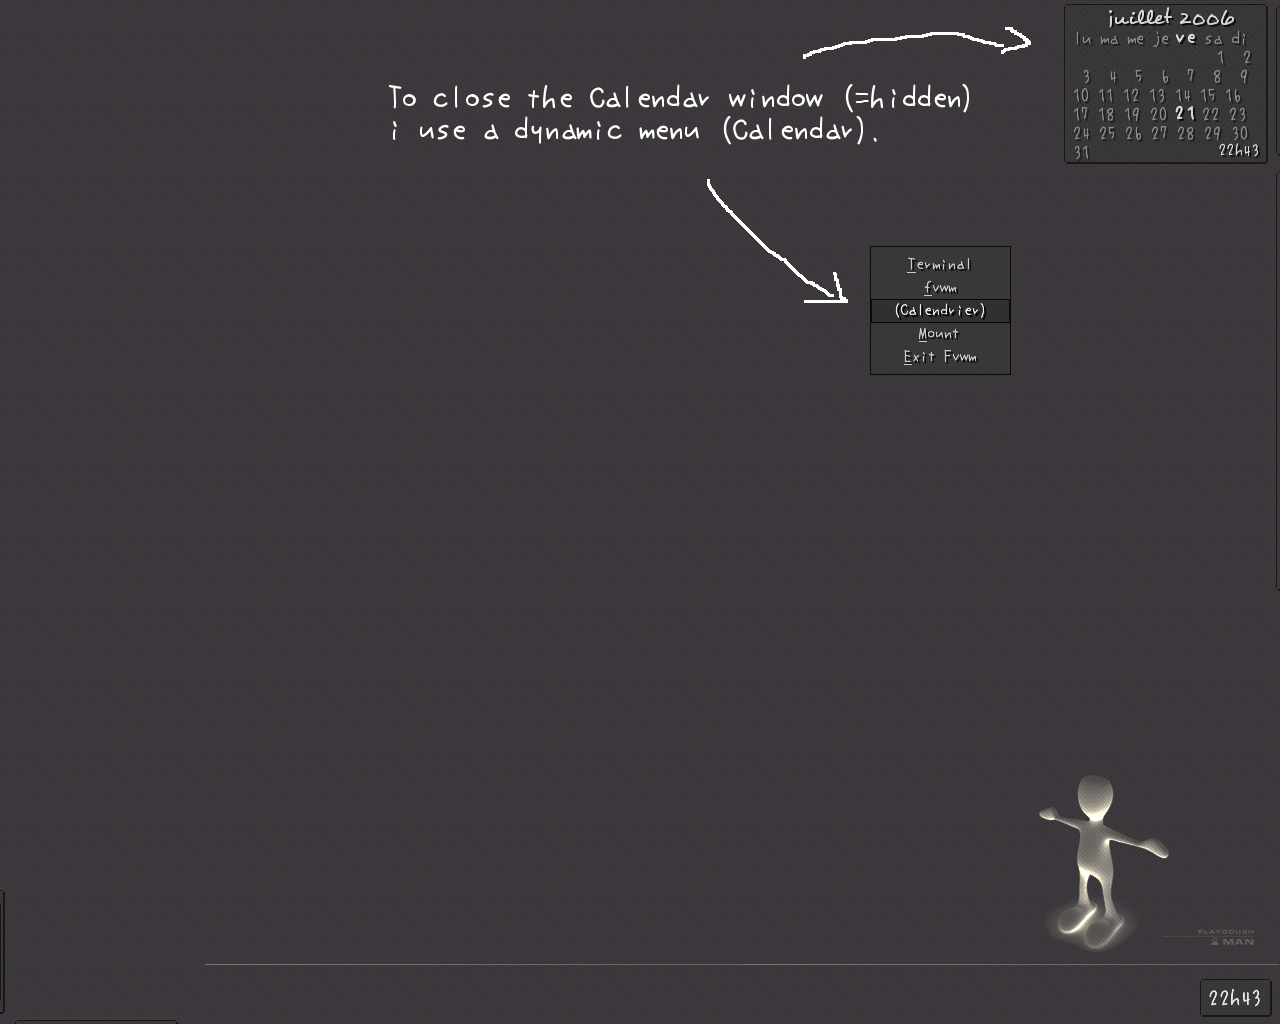 juillet 2006
lu ma me je ve sa di
1 2
3 4 5 6 7 8 9
10 11 12 13 14 15 16
17 18 19 20 21 22 23
24 25 26 27 28 29 30
31 22h43
To close the Calendar window (=hidden)
i use a dynamic menu (Calendar).
Terminal
fvwm
(Calendrier)
Mount
Exit Fvwm
PLAYDOUGH
MAN
22h43